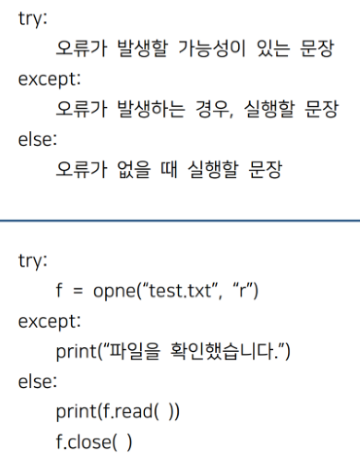 try:
오류가 발생할 가능성이 있는 문장
except:
오류가 발생하는 경우, 실행할 문장
else:
오류가 없을 때 실행할 문장
try:
f = opne(“test.txt”, “r”)
except:
print(“파일을 확인했습니다.”)
else:
print(f.read( ))
f.close( )